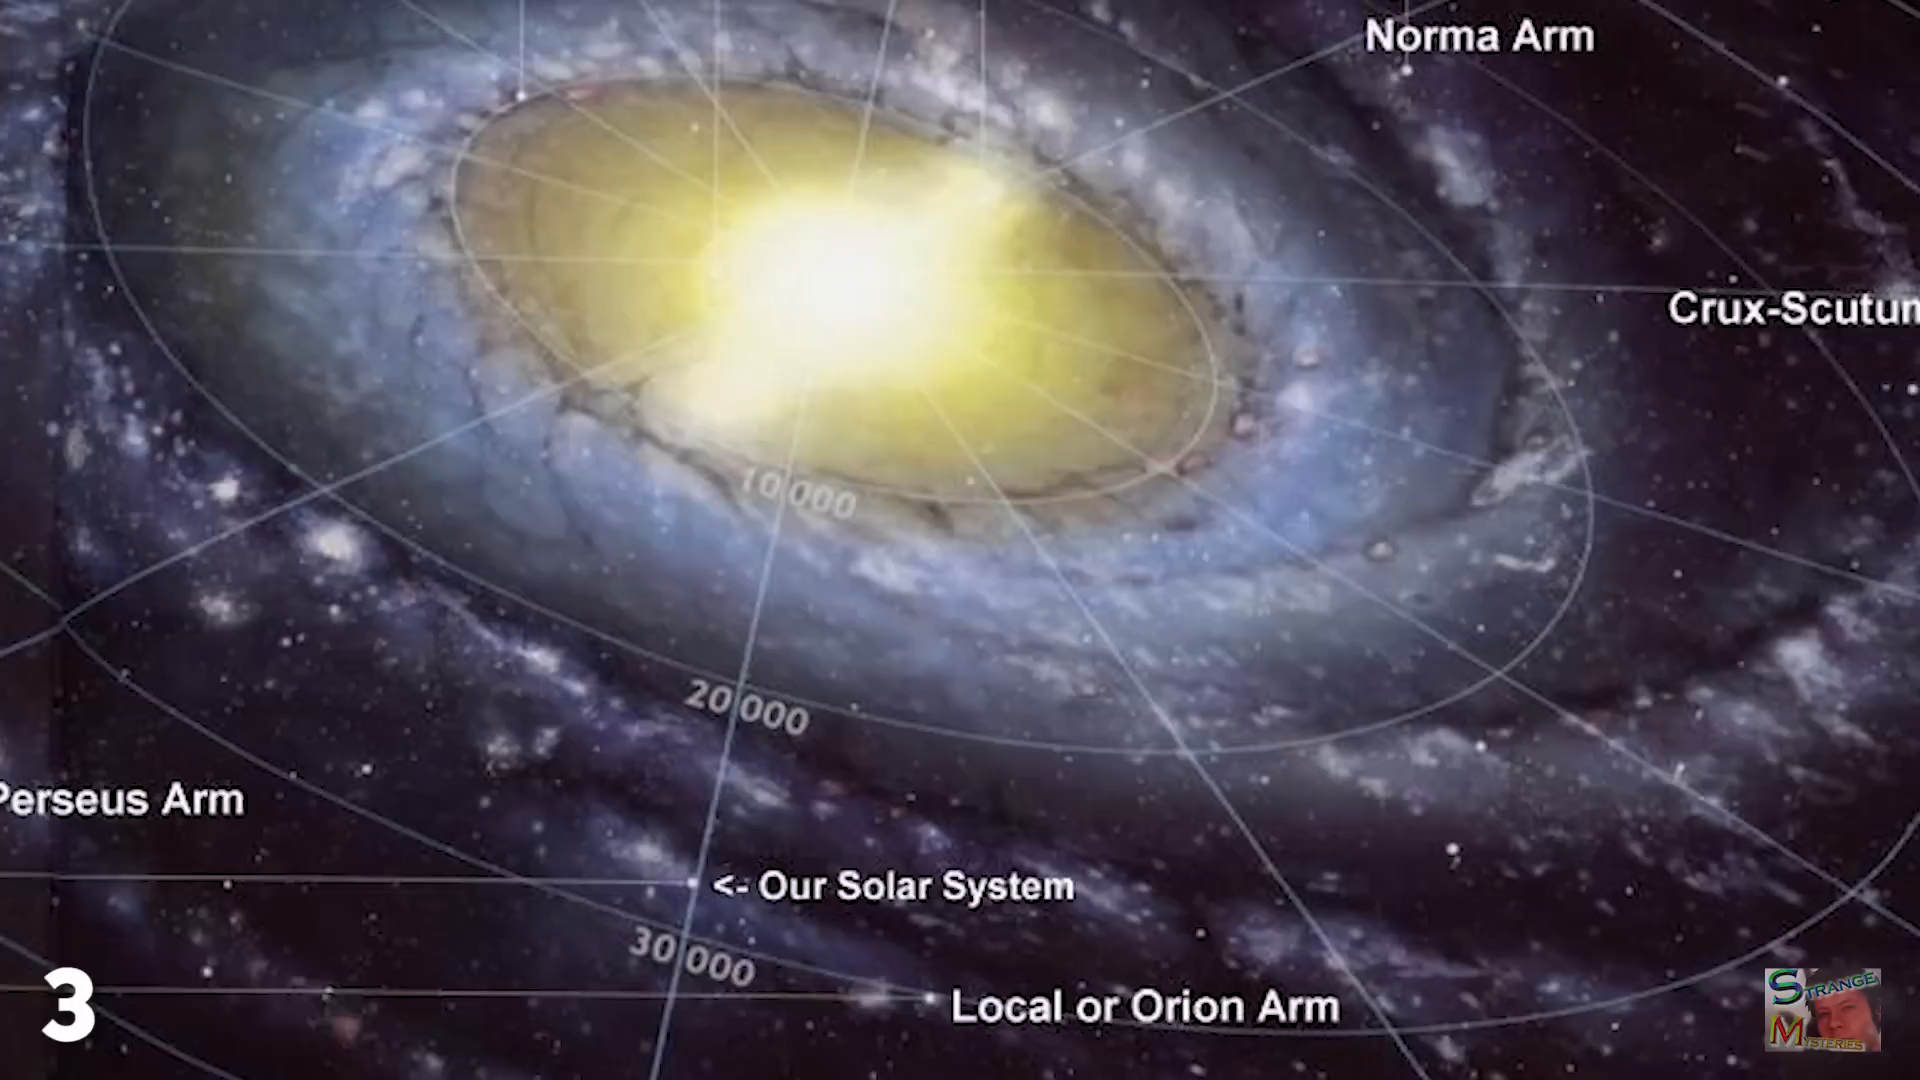 Norma Arm
Crux-Scutum
10 000
20 000
Perseus Arm
<- Our Solar System
30 000
Local or Orion Arm
3
STRANGE
MYSTERIES